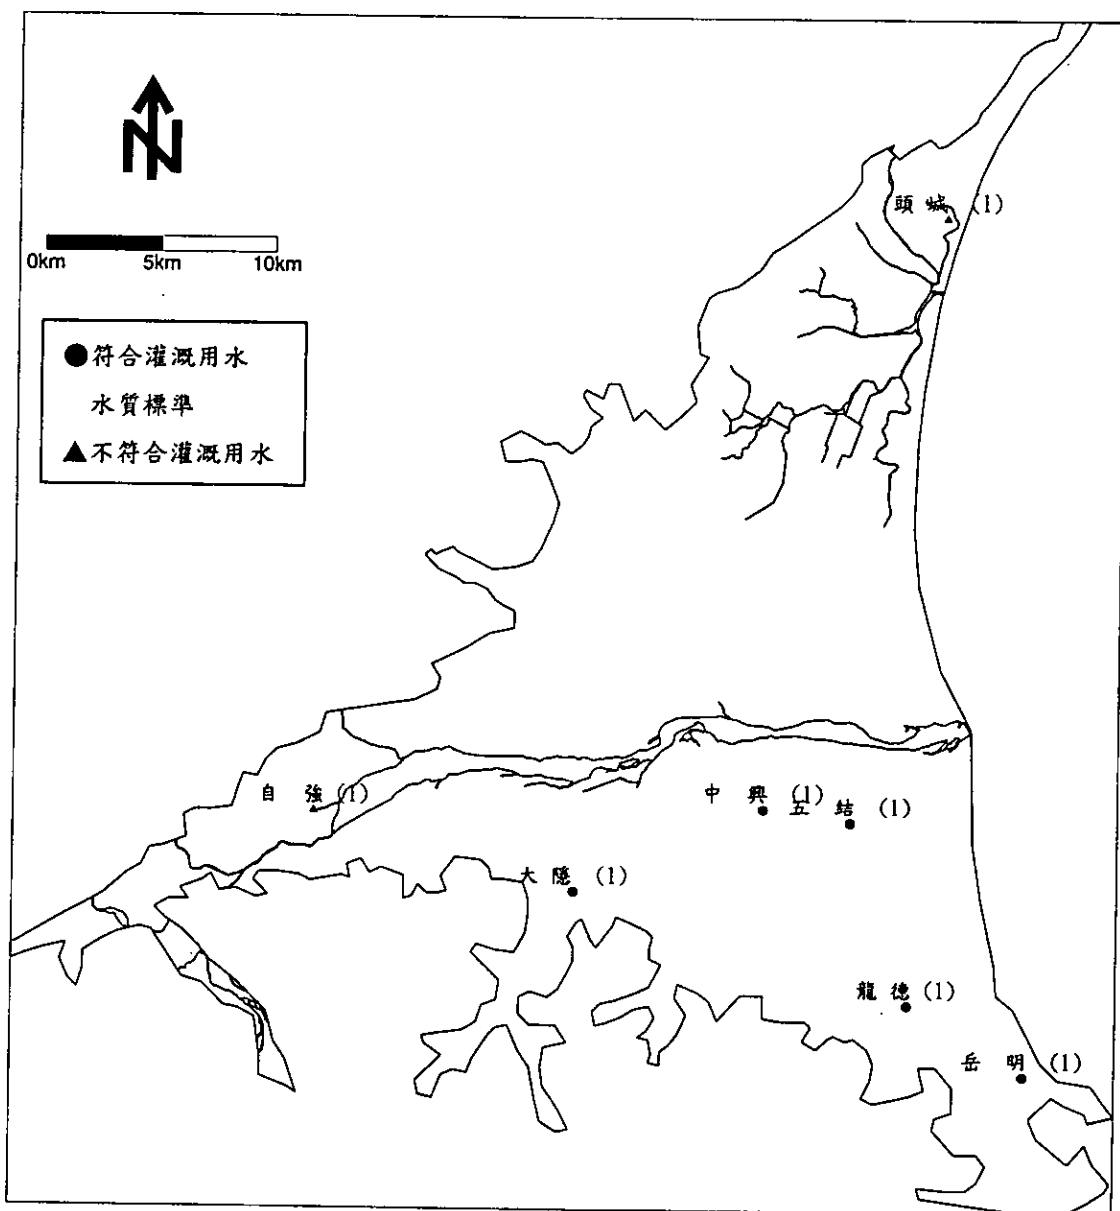 N
頭城 (1)
0km 5km 10km
●符合灌溉用水
水質標準
▲不符合灌溉用水
自強 (1)
中興 (1)
五結 (1)
大隱 (1)
龍德 (1)
岳明 (1)